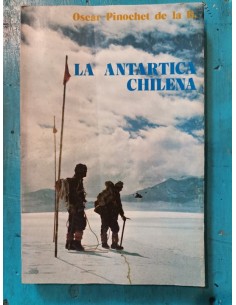 Oscar Pinochet de la
LA ANTARTICA
CHILENA